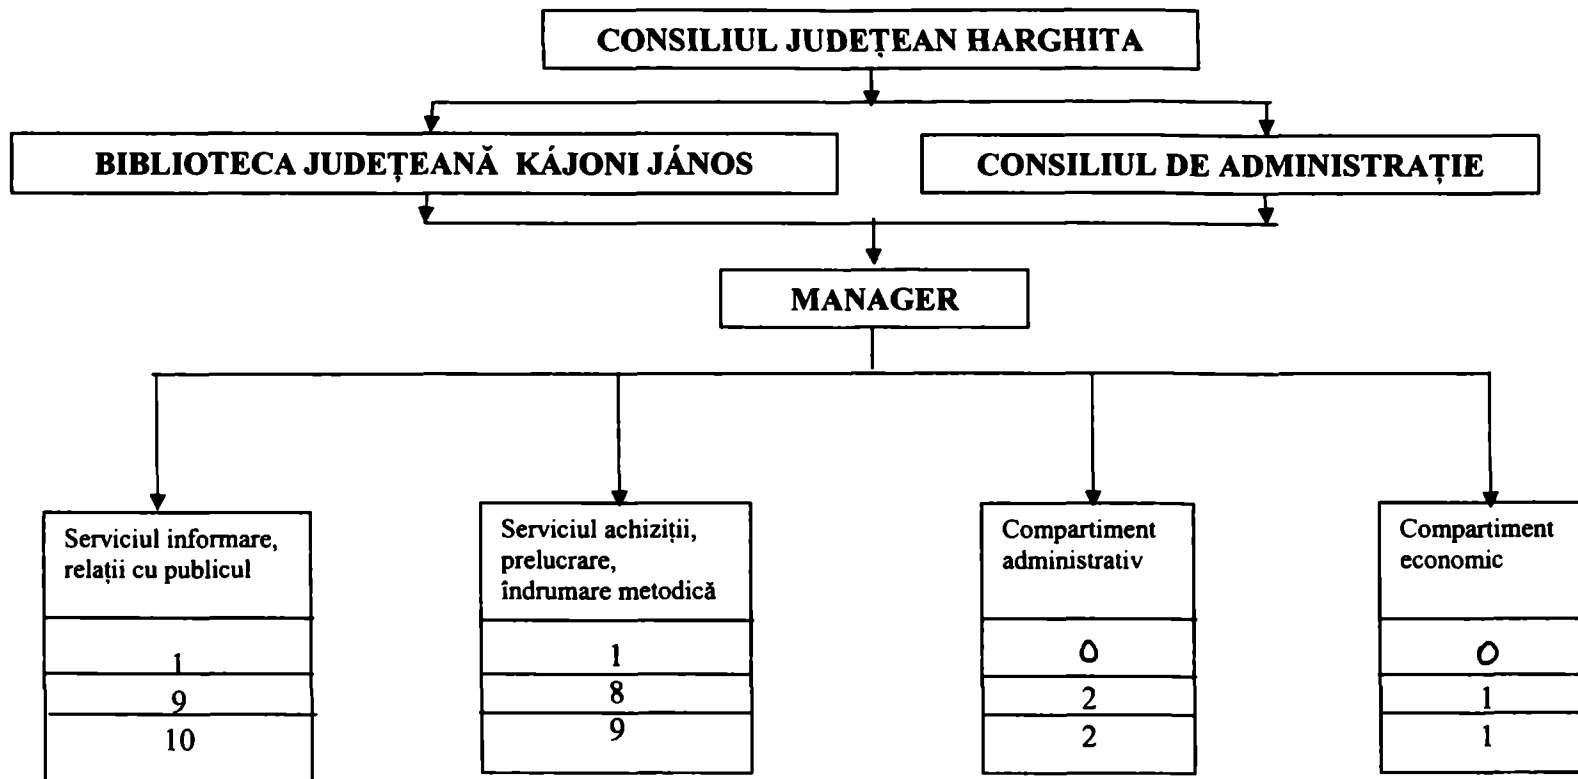 CONSILIUL JUDEȚEAN HARGHITA
BIBLIOTECA JUDEȚEANĂ KÁJONI JÁNOS
CONSILIUL DE ADMINISTRAȚIE
MANAGER
Serviciul informare,
relații cu publicul
1
9
10
Serviciul achiziții,
prelucrare,
îndrumare metodică
1
8
9
Compartiment
administrativ
0
2
2
Compartiment
economic
0
1
1